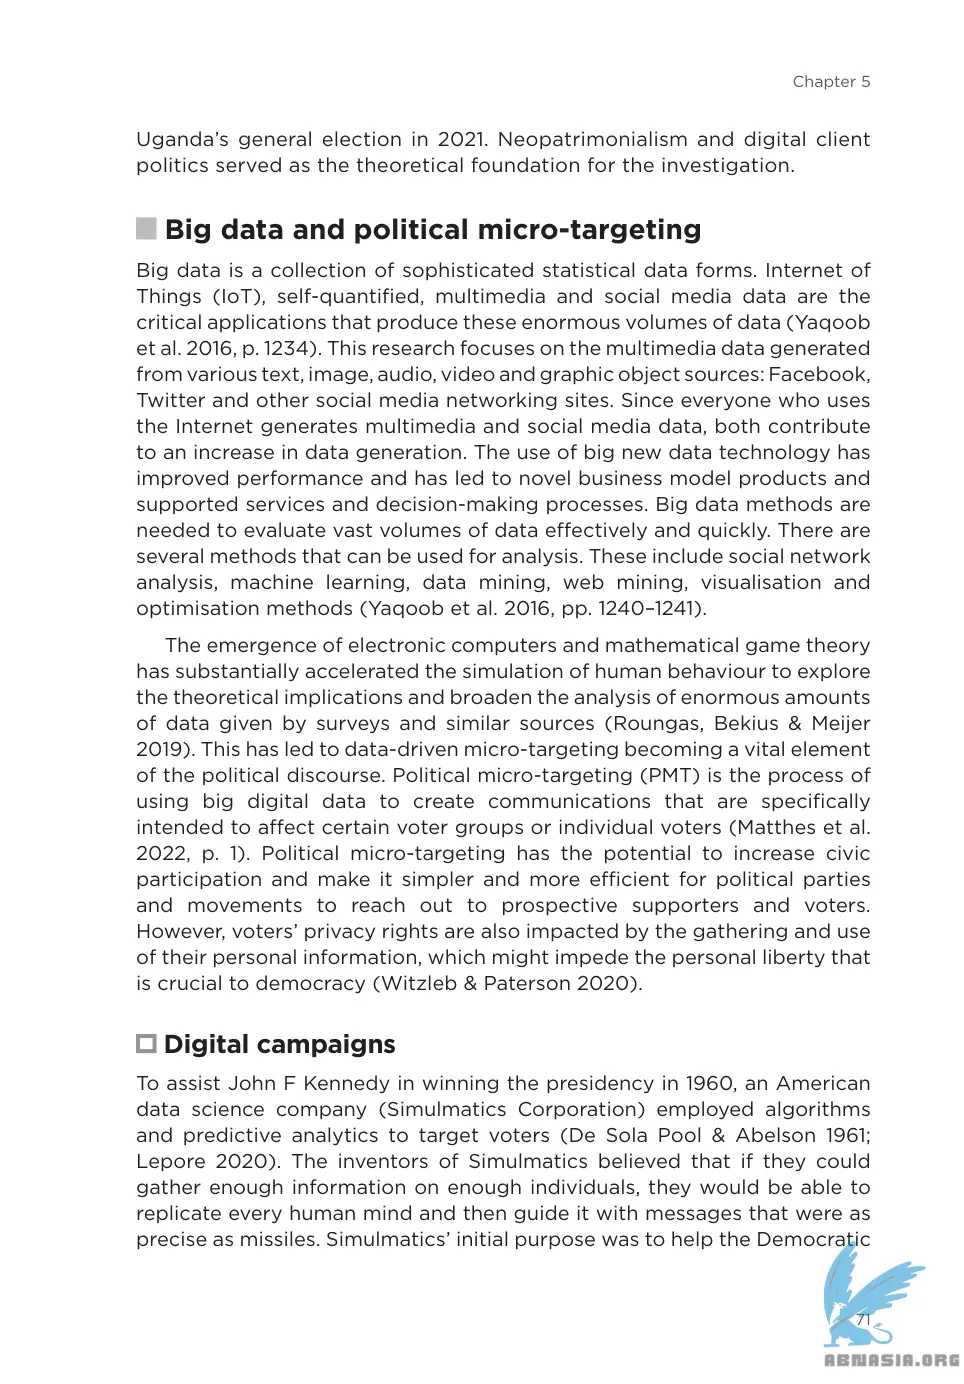 Chapter 5
Uganda’s general election in 2021. Neopatrimonialism and digital client
politics served as the theoretical foundation for the investigation.
Big data and political micro-targeting
Big data is a collection of sophisticated statistical data forms. Internet of
Things (IoT), self-quantified, multimedia and social media data are the
critical applications that produce these enormous volumes of data (Yaqoob
et al. 2016, p. 1234). This research focuses on the multimedia data generated
from various text, image, audio, video and graphic object sources: Facebook,
Twitter and other social media networking sites. Since everyone who uses
the Internet generates multimedia and social media data, both contribute
to an increase in data generation. The use of big new data technology has
improved performance and has led to novel business model products and
supported services and decision-making processes. Big data methods are
needed to evaluate vast volumes of data effectively and quickly. There are
several methods that can be used for analysis. These include social network
analysis, machine learning, data mining, web mining, visualisation and
optimisation methods (Yaqoob et al. 2016, pp. 1240–1241).
The emergence of electronic computers and mathematical game theory
has substantially accelerated the simulation of human behaviour to explore
the theoretical implications and broaden the analysis of enormous amounts
of data given by surveys and similar sources (Roungas, Bekius & Meijer
2019). This has led to data-driven micro-targeting becoming a vital element
of the political discourse. Political micro-targeting (PMT) is the process of
using big digital data to create communications that are specifically
intended to affect certain voter groups or individual voters (Matthes et al.
2022, p. 1). Political micro-targeting has the potential to increase civic
participation and make it simpler and more efficient for political parties
and movements to reach out to prospective supporters and voters.
However, voters’ privacy rights are also impacted by the gathering and use
of their personal information, which might impede the personal liberty that
is crucial to democracy (Witzleb & Paterson 2020).
Digital campaigns
To assist John F Kennedy in winning the presidency in 1960, an American
data science company (Simulmatics Corporation) employed algorithms
and predictive analytics to target voters (De Sola Pool & Abelson 1961;
Lepore 2020). The inventors of Simulmatics believed that if they could
gather enough information on enough individuals, they would be able to
replicate every human mind and then guide it with messages that were as
precise as missiles. Simulmatics’ initial purpose was to help the Democratic
71
ABNASIA.ORG